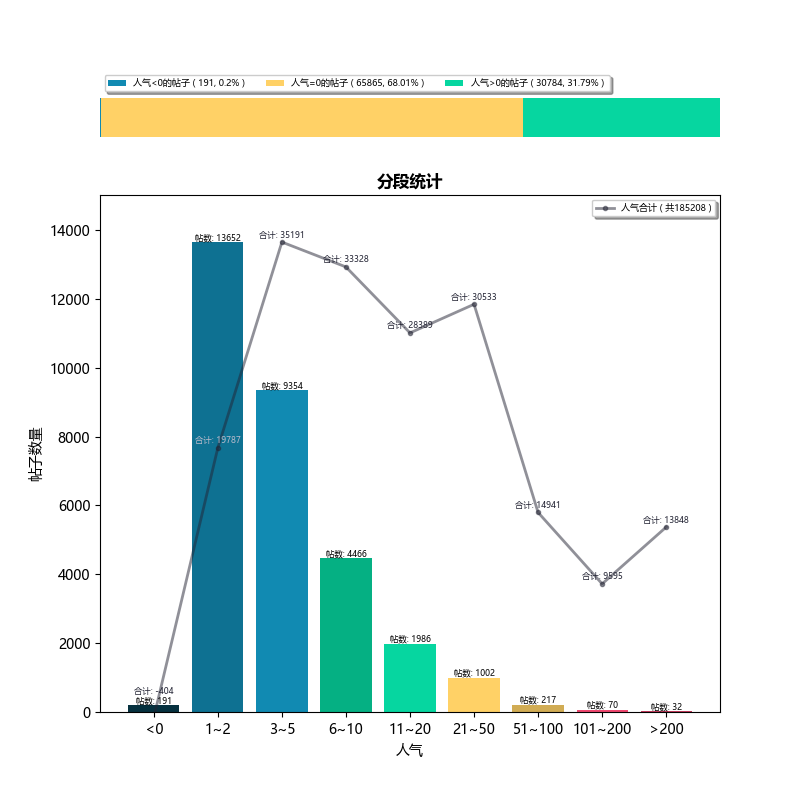 人气<0的帖子 ( 191, 0.2% ) 人气=0的帖子 ( 65865, 68.01% ) 人气>0的帖子 ( 30784, 31.79% )
分段统计
人气合计 ( 共185208 )
14000
12000
10000
8000
6000
4000
2000
0
帖子数量
帖数: 13652
合计: 35191
合计: 33328
合计: 28389
合计: 30533
帖数: 9354
合计: 19787
合计: 14941
合计: 13848
帖数: 4466
合计: 9595
帖数: 1986
帖数: 1002
合计: -404
帖数: 191
帖数: 217
帖数: 70
帖数: 32
<0 1~2 3~5 6~10 11~20 21~50 51~100 101~200 >200
人气